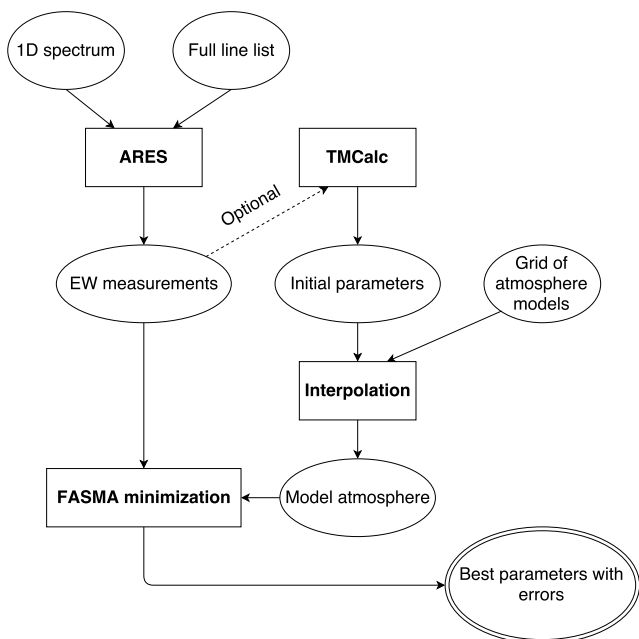 1D spectrum
Full line list
ARES
TMCalc
Optional
EW measurements
Initial parameters
Grid of
atmosphere
models
Interpolation
FASMA minimization
Model atmosphere
Best parameters with
errors